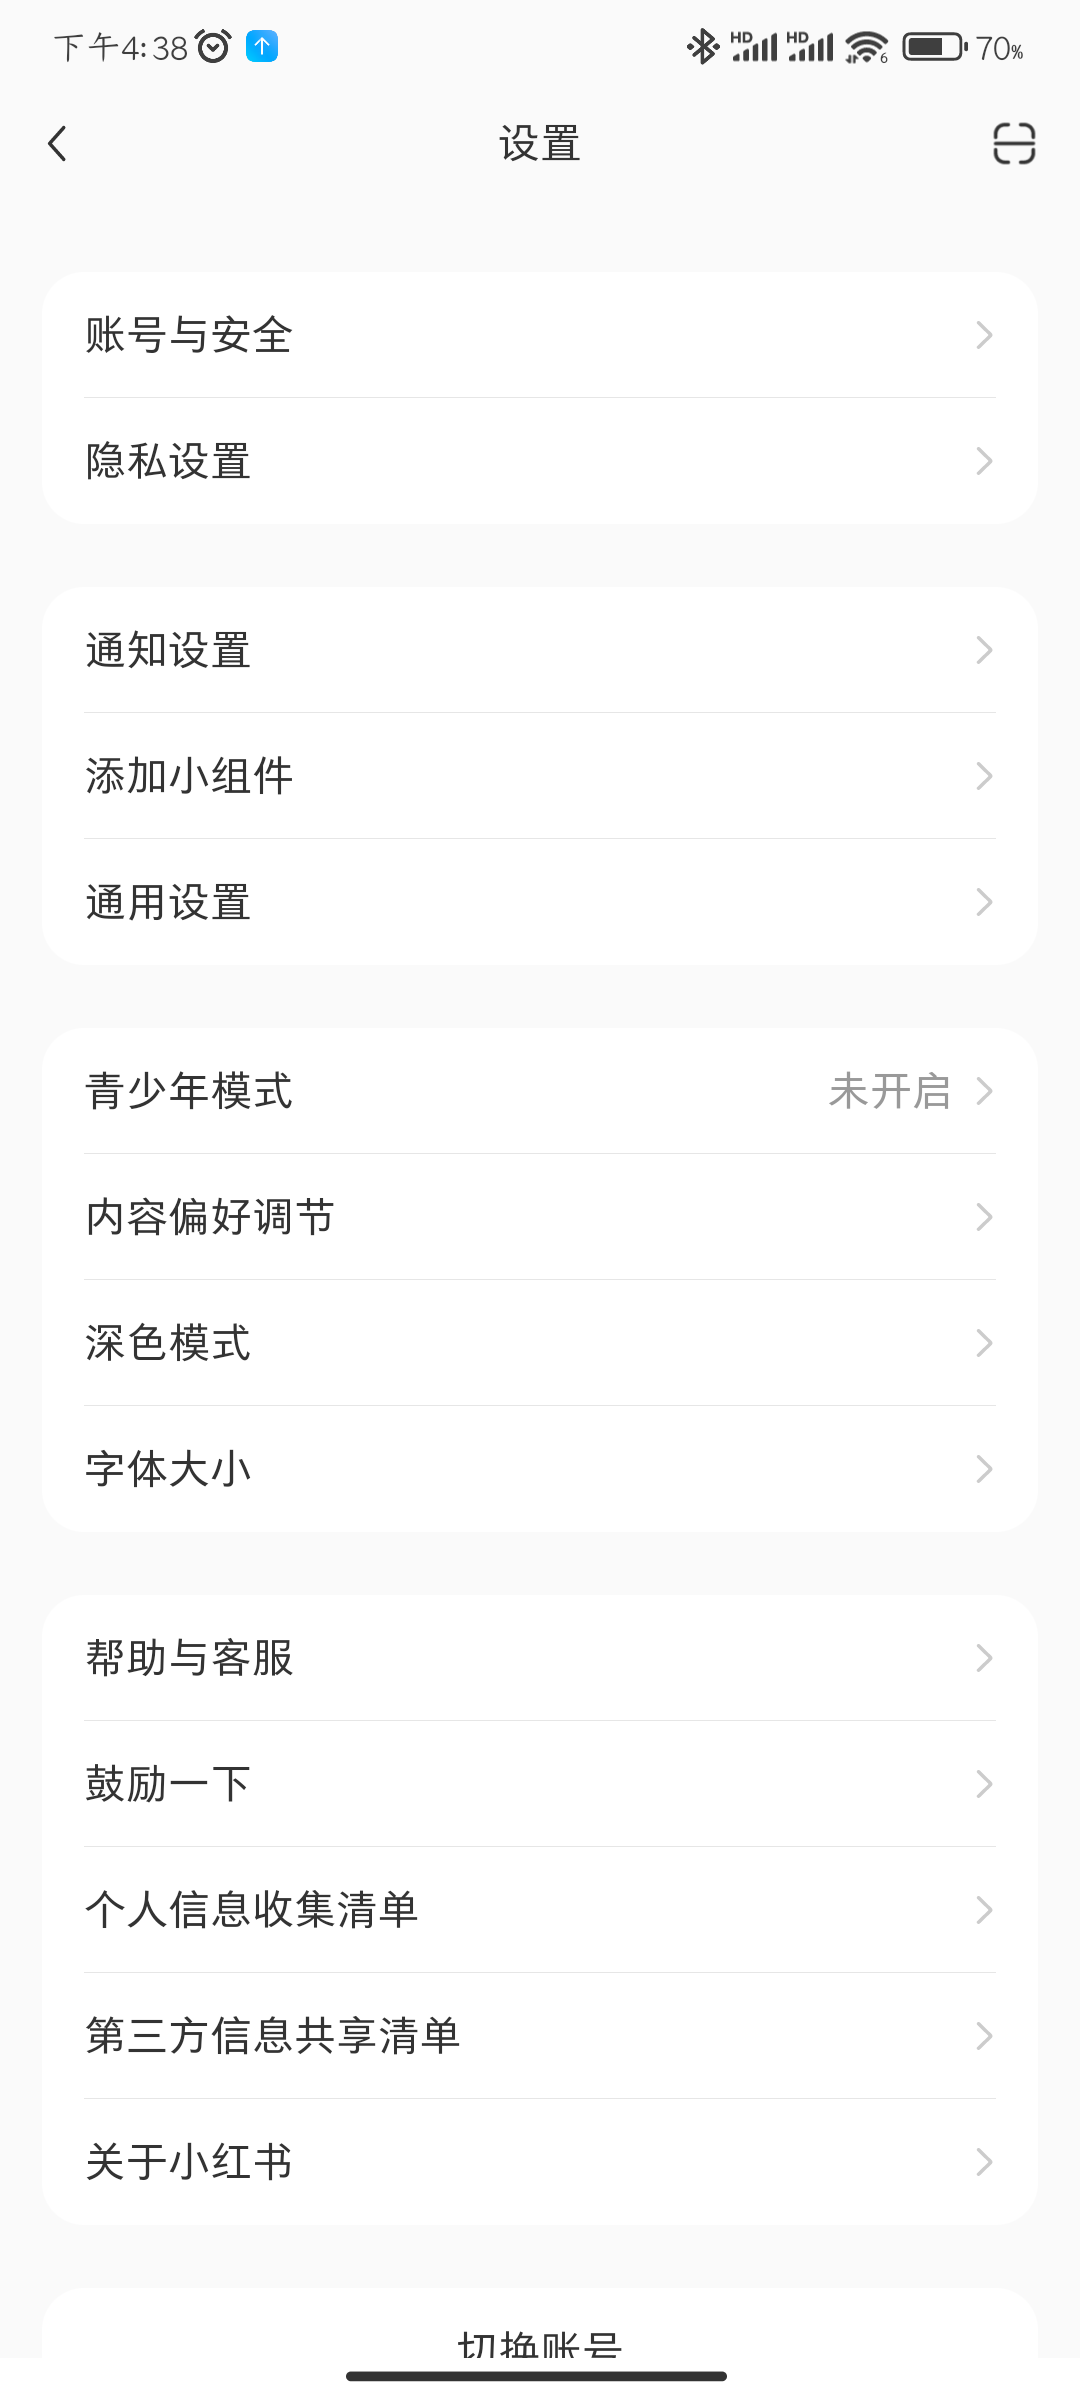 下午4:38 HD HD 6 70%
设置
账号与安全
隐私设置
通知设置
添加小组件
通用设置
青少年模式 未开启
内容偏好调节
深色模式
字体大小
帮助与客服
鼓励一下
个人信息收集清单
第三方信息共享清单
关于小红书
切换账号